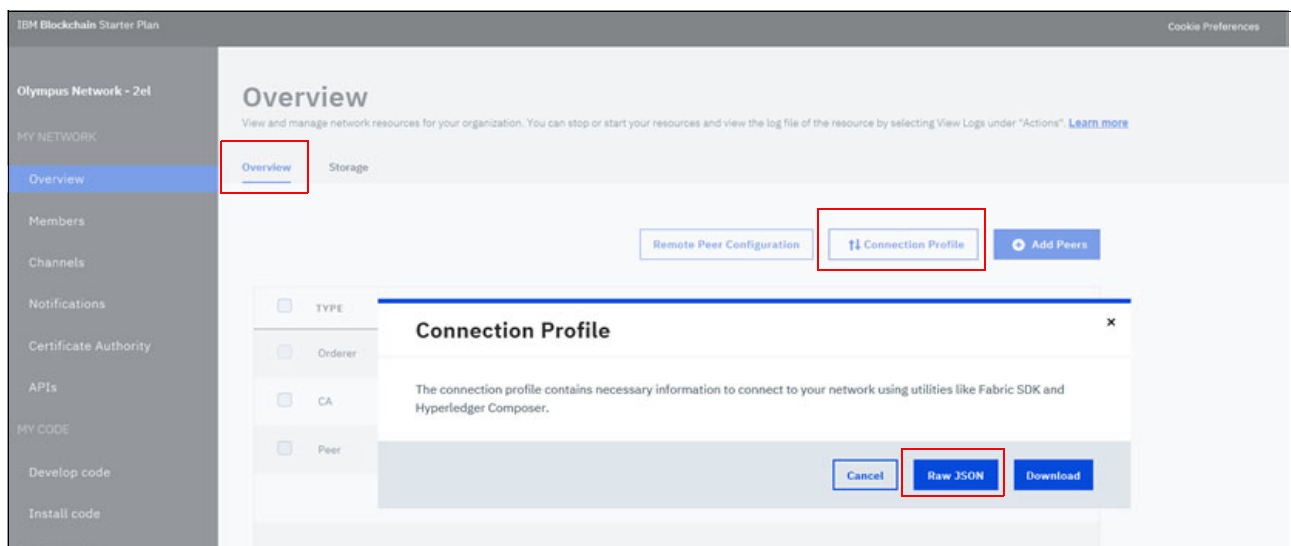 IBM Blockchain Starter Plan
Cookie Preferences
Olympus Network - 2el
MY NETWORK
Overview
Members
Channels
Notifications
Certificate Authority
APIs
MY CODE
Develop code
Install code
Overview
View and manage network resources for your organization. You can stop or start your resources and view the log file of the resource by selecting View Logs under "Actions". Learn more
Overview
Storage
Remote Peer Configuration
Connection Profile
Add Peers
TYPE
Orderer
CA
Peer
Connection Profile
The connection profile contains necessary information to connect to your network using utilities like Fabric SDK and
Hyperledger Composer.
Cancel
Raw JSON
Download